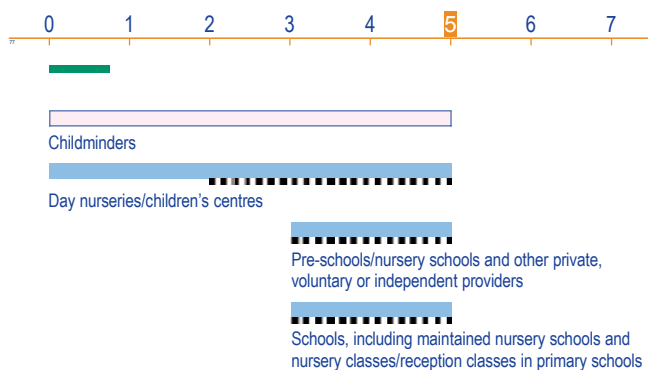 0 1 2 3 4 5 6 7
77
Childminders
Day nurseries/children's centres
Pre-schools/nursery schools and other private,
voluntary or independent providers
Schools, including maintained nursery schools and
nursery classes/reception classes in primary schools